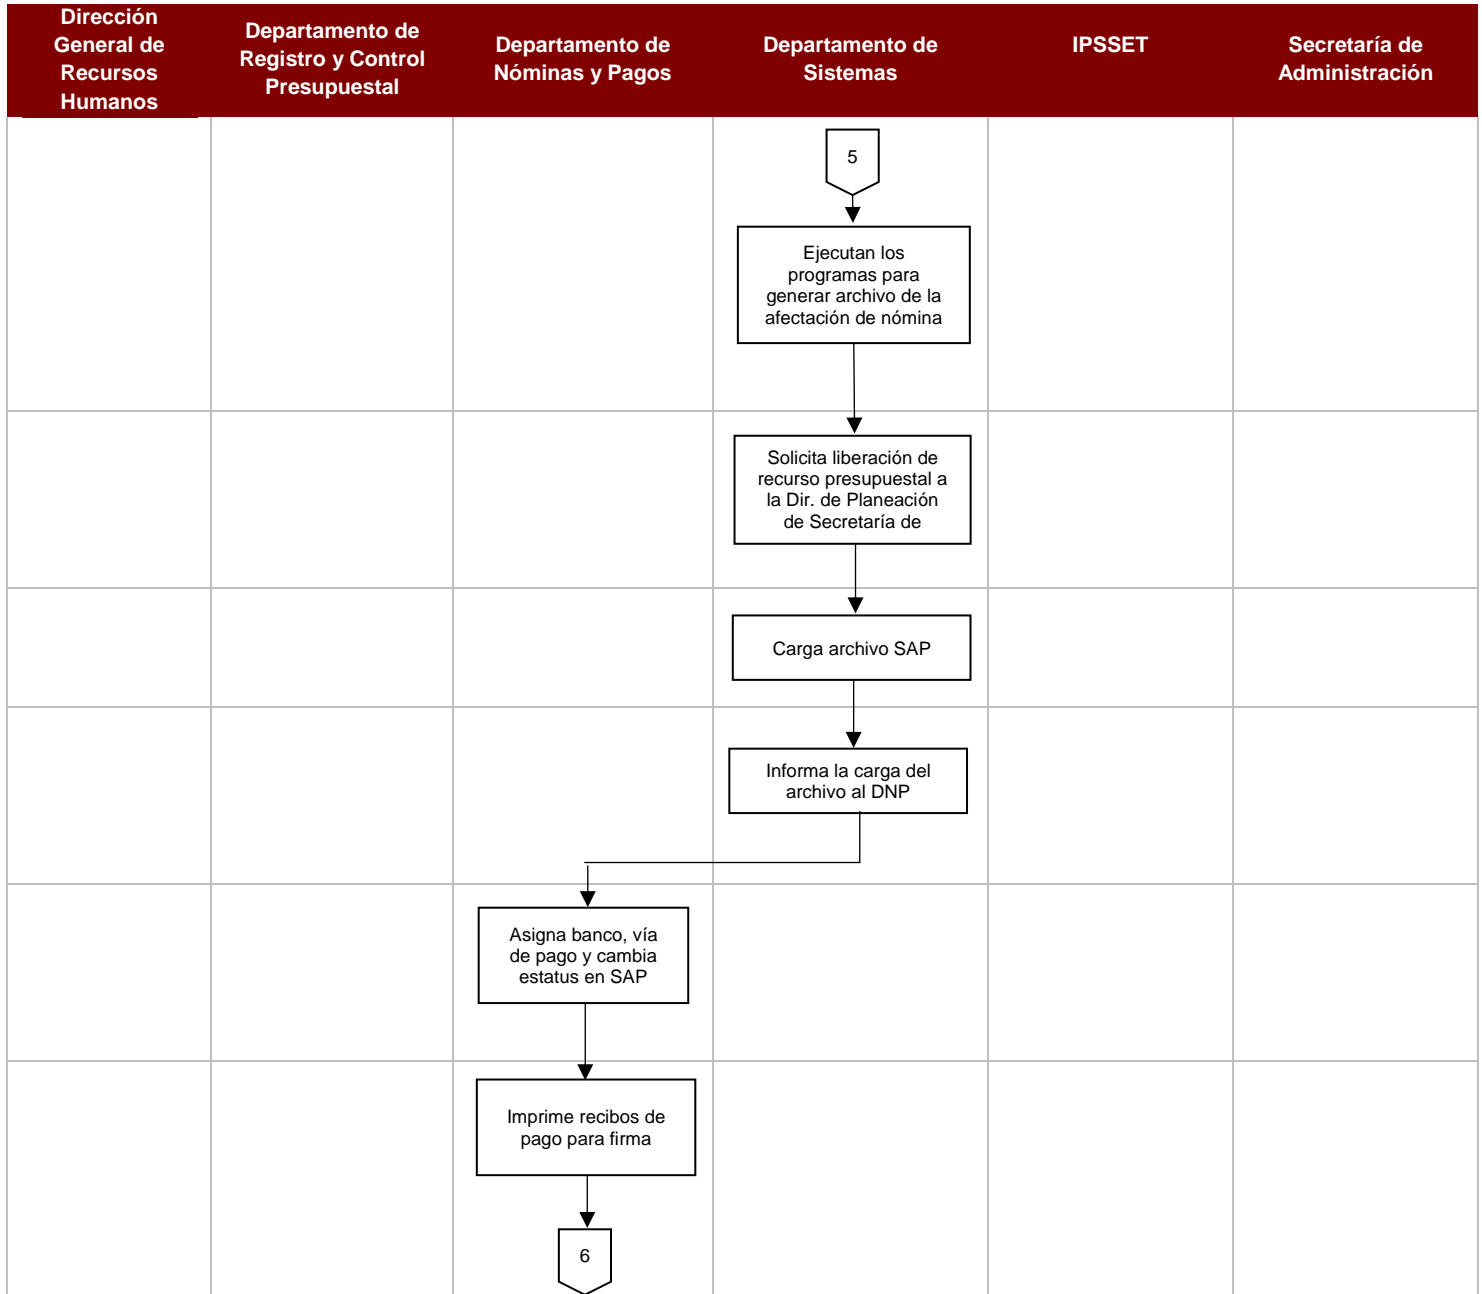 Dirección
General de
Recursos
Humanos
Departamento de
Registro y Control
Presupuestal
Departamento de
Nóminas y Pagos
Departamento de
Sistemas
IPSSET
Secretaría de
Administración
5
Ejecutan los
programas para
generar archivo de la
afectación de nómina
Solicita liberación de
recurso presupuestal a
la Dir. de Planeación
de Secretaría de
Carga archivo SAP
Informa la carga del
archivo al DNP
Asigna banco, vía
de pago y cambia
estatus en SAP
Imprime recibos de
pago para firma
6